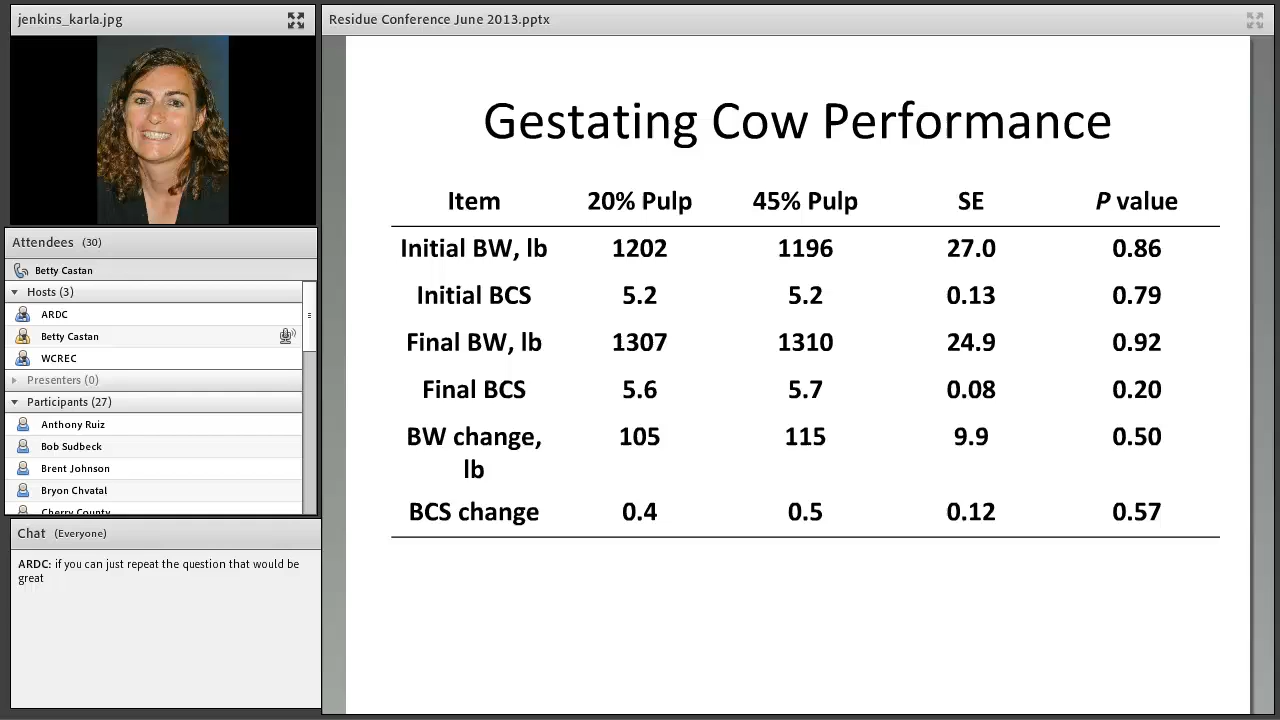 jenkins_karla.jpg
Attendees (30)
Betty Castan
Hosts (3)
ARDC
Betty Castan
WCREC
Presenters (0)
Participants (27)
Anthony Ruiz
Bob Sudbeck
Brent Johnson
Bryon Chvatal
Cherry County
Chat (Everyone)
ARDC: if you can just repeat the question that would be
great
Residue Conference June 2013.pptx
Gestating Cow Performance
Item 20% Pulp 45% Pulp SE P value
Initial BW, lb 1202 1196 27.0 0.86
Initial BCS 5.2 5.2 0.13 0.79
Final BW, lb 1307 1310 24.9 0.92
Final BCS 5.6 5.7 0.08 0.20
BW change, 105 115 9.9 0.50
lb
BCS change 0.4 0.5 0.12 0.57